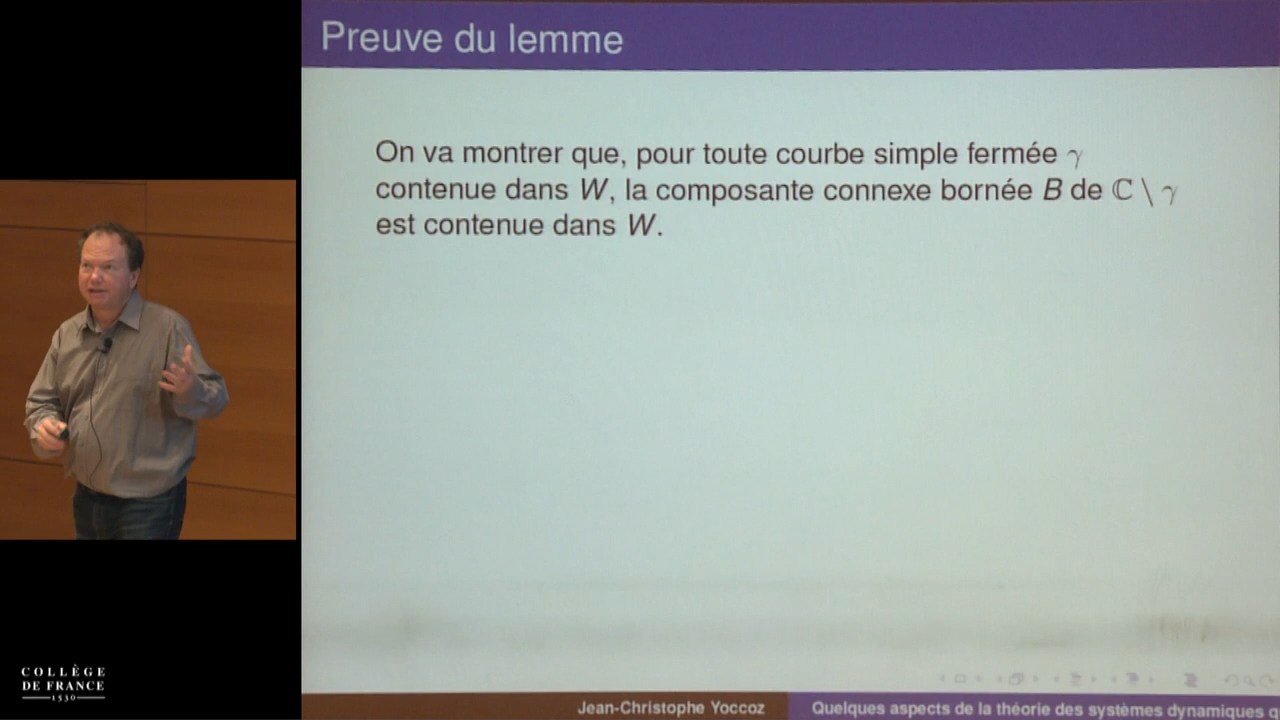 Preuve du lemme
On va montrer que, pour toute courbe simple fermée γ
contenue dans W, la composante connexe bornée B de ℂ \ γ
est contenue dans W.
COLLÈGE
DE FRANCE
1530
Jean-Christophe Yoccoz
Quelques aspects de la théorie des systèmes dynamiques